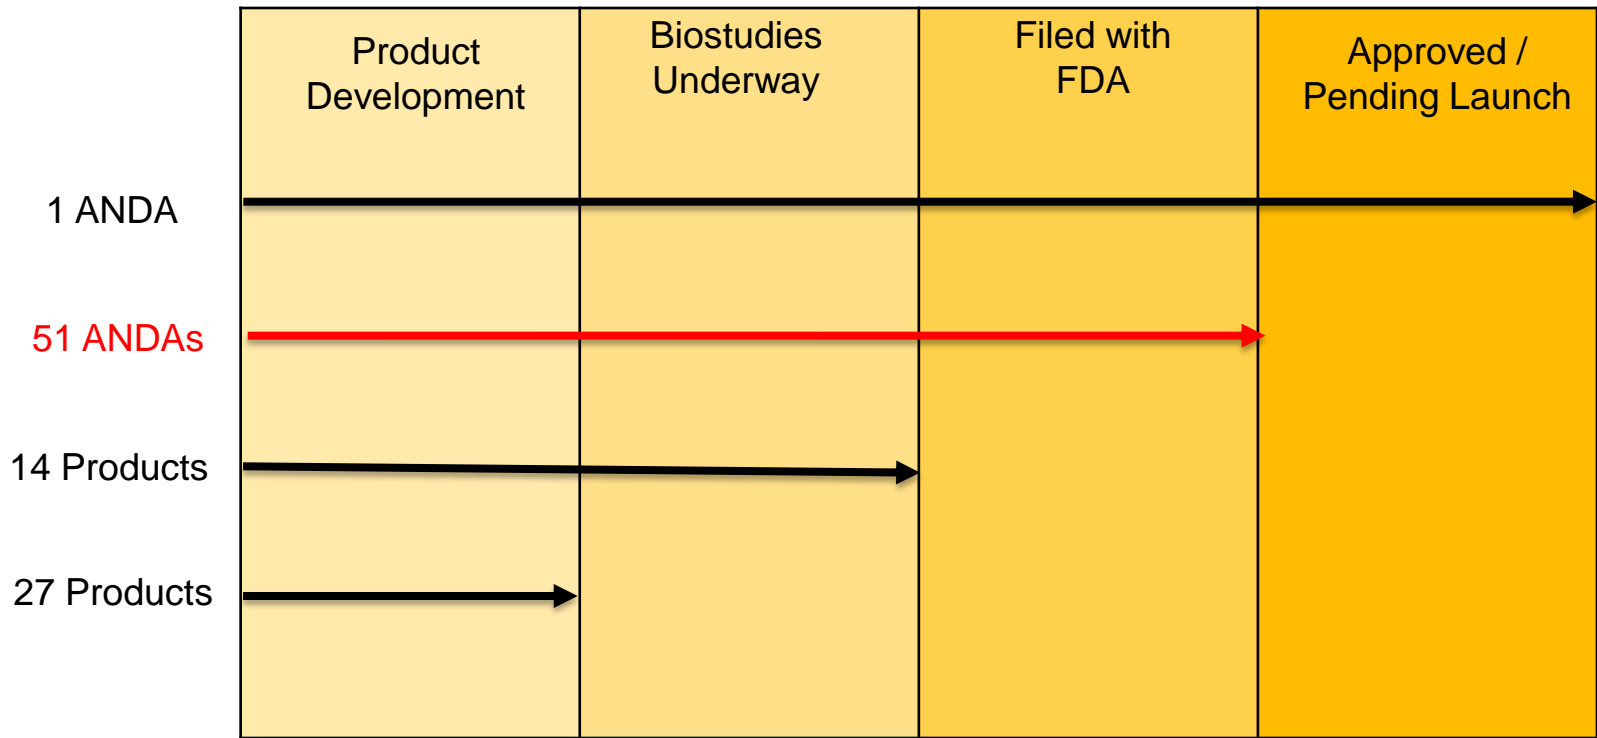 Product
Development
Biostudies
Underway
Filed with
FDA
Approved /
Pending Launch
1 ANDA
51 ANDAs
14 Products
27 Products